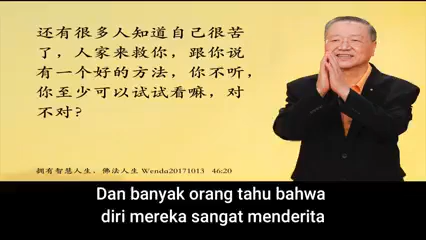 还有很多人知道自己很苦
了，人家来救你，跟你说
有一个好的方法，你不听，
你至少可以试试看嘛，对
不对?
拥有智慧人生、佛法人生 Wenda20171013 46:20
Dan banyak orang tahu bahwa
diri mereka sangat menderita